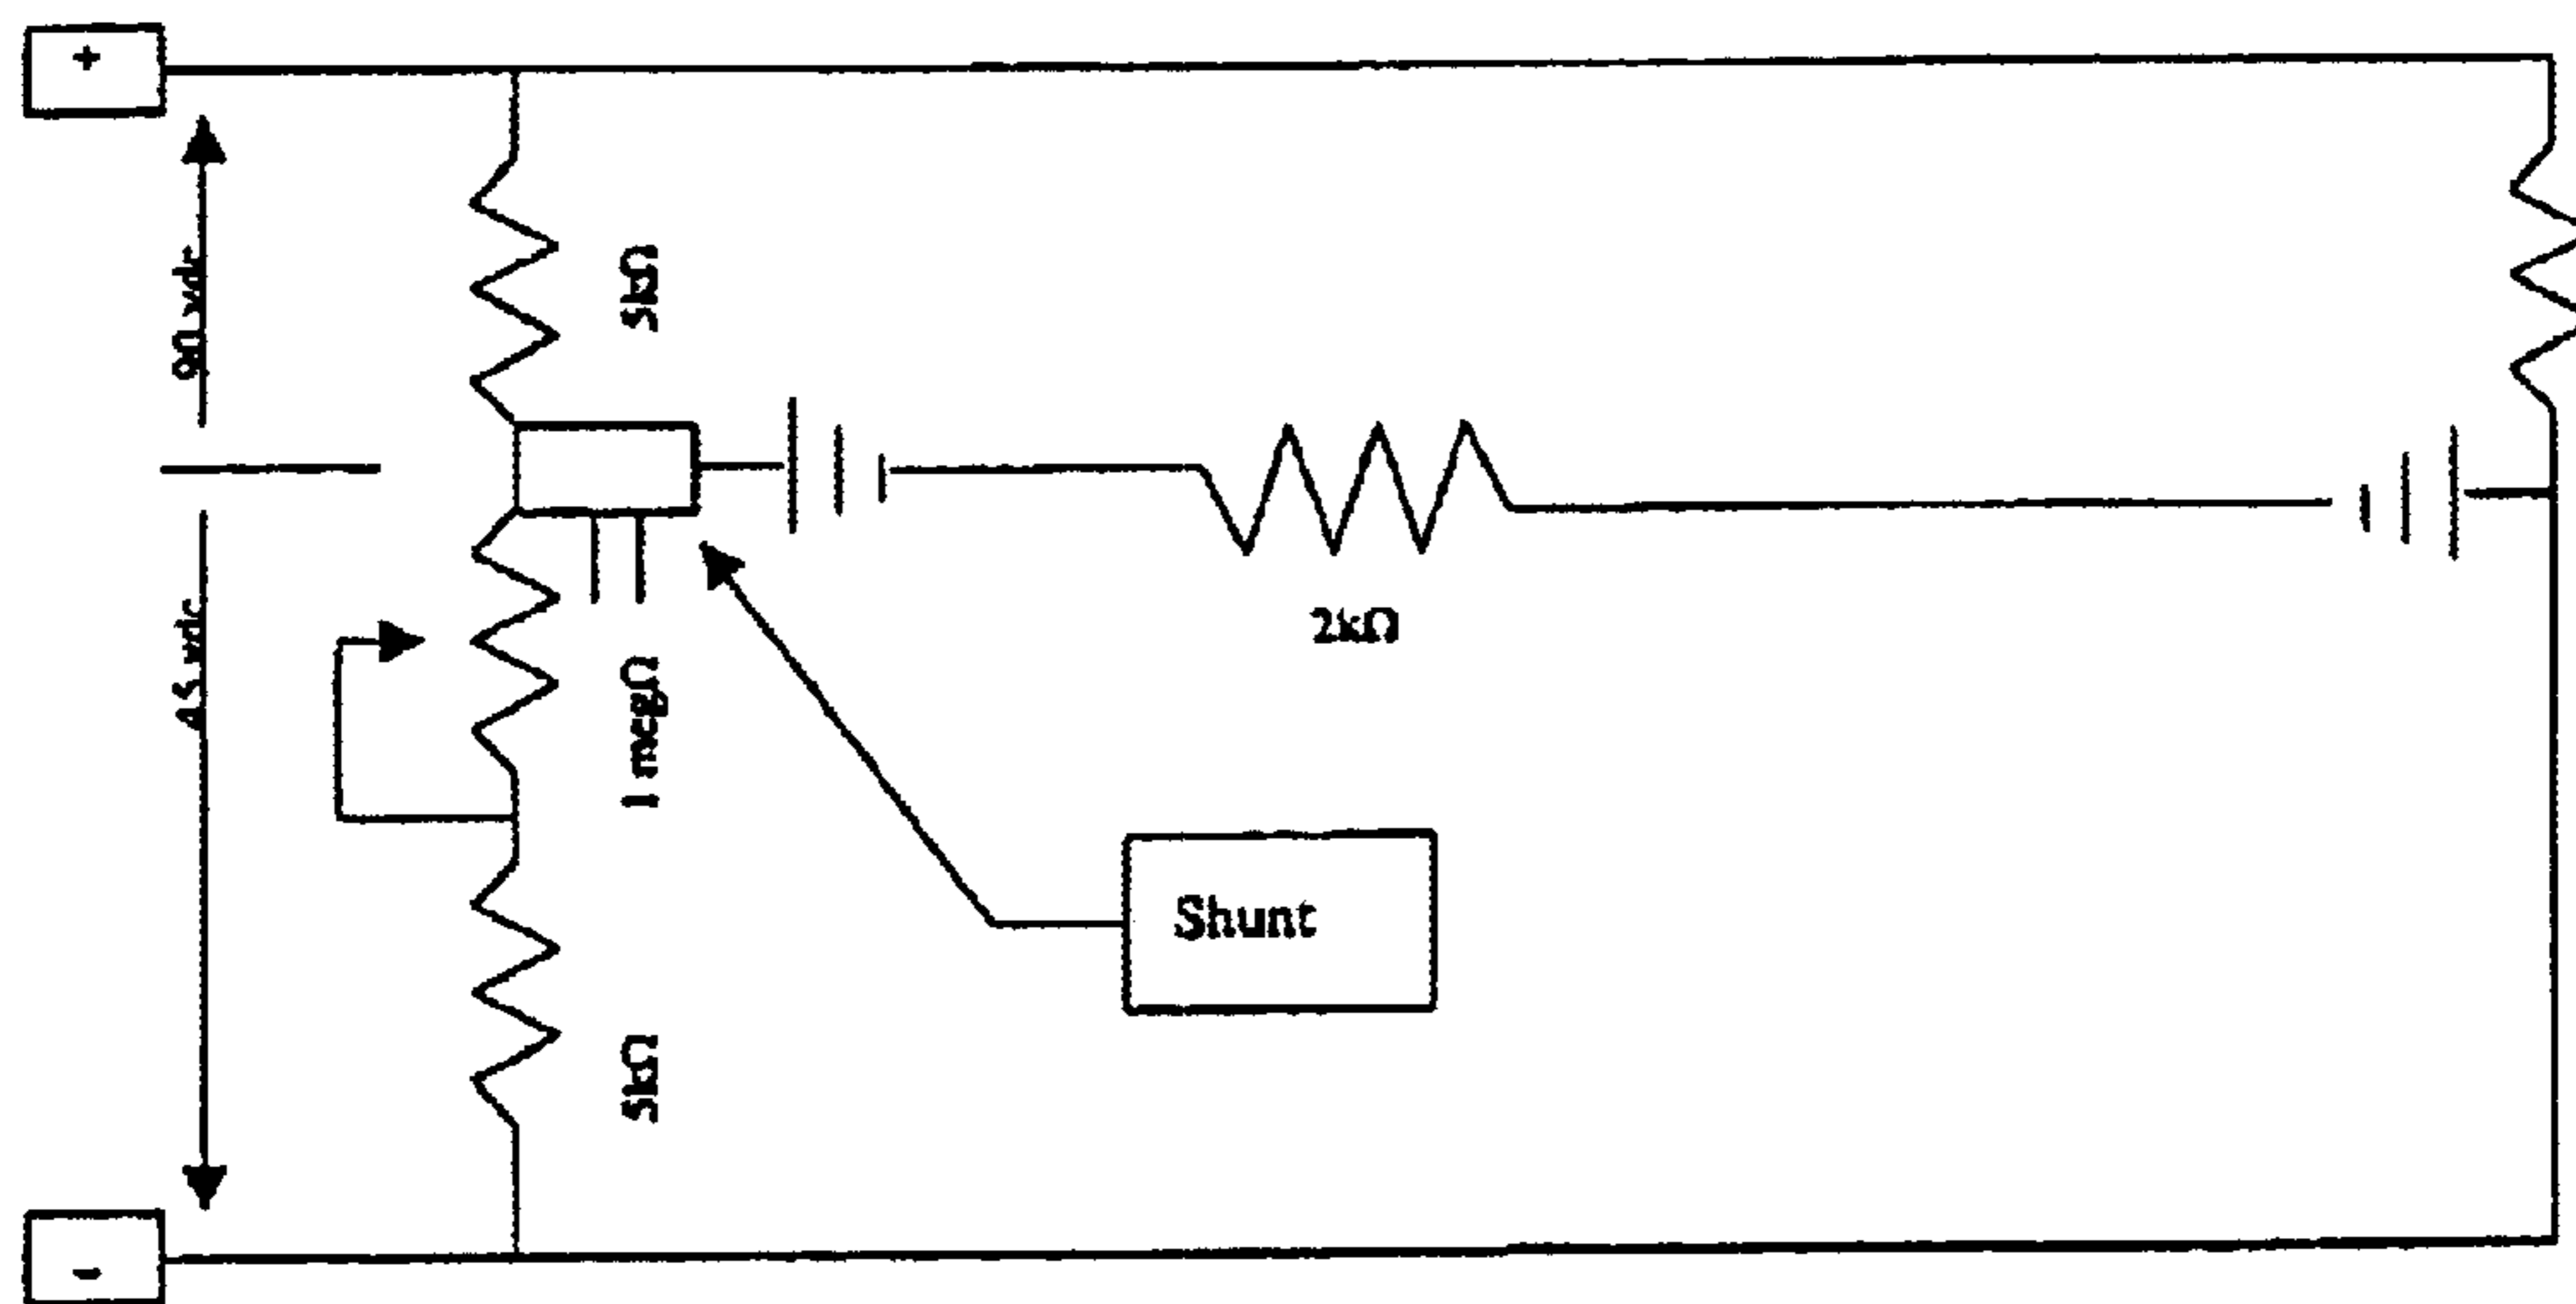 +
90 vdc
5kΩ
2kΩ
45 vdc
1 megΩ
Shunt
5kΩ
-